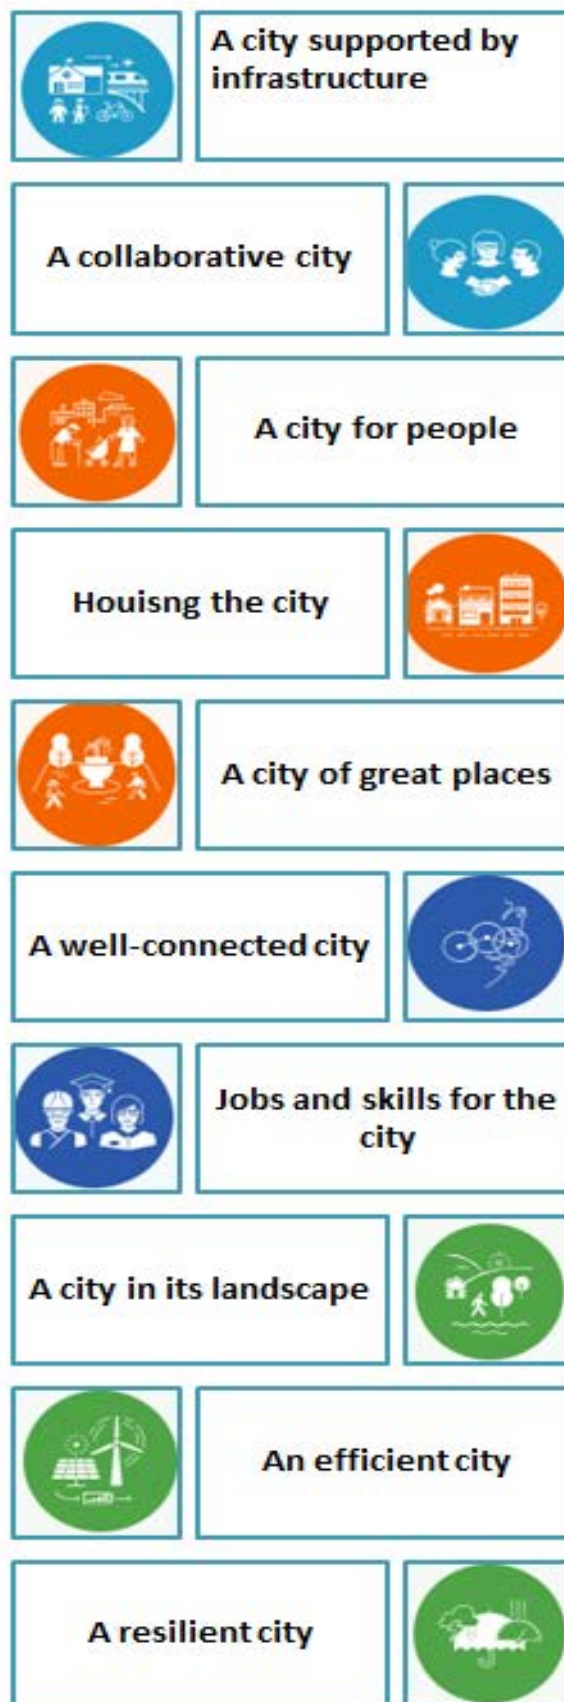 A city supported by
infrastructure
A collaborative city
A city for people
Houisng the city
A city of great places
A well-connected city
Jobs and skills for the
city
A city in its landscape
An efficient city
A resilient city